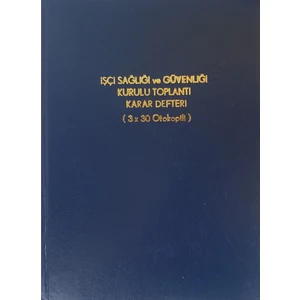 İŞÇİ SAĞLIĞI ve GÜVENLİĞİ
KURULU TOPLANTI
KARAR DEFTERİ
( 3 x 30 Otokopili )